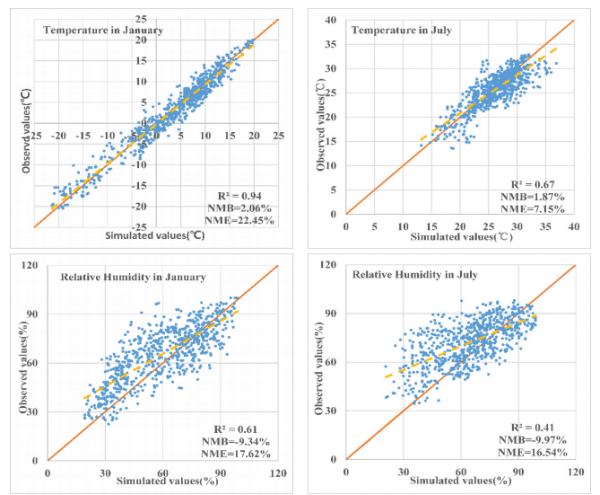 Temperature in January
Observd values(℃)
25
20
15
10
5
-25
-20
-15
-10
-5
0
5
10
15
20
25
-5
-10
-15
-20
-25
R² = 0.94
NMB=2.06%
NME=22.45%
Simulated values(℃)
Temperature in July
Observed values(℃)
40
35
30
25
20
15
10
5
0
0
5
10
15
20
25
30
35
40
R² = 0.67
NMB=1.87%
NME=7.15%
Simulated values(℃)
Relative Humidity in January
Observed values(%)
120
90
60
30
0
0
30
60
90
120
R² = 0.61
NMB=-9.34%
NME=17.62%
Simulated values(%)
Relative Humidity in July
Observed values(%)
120
90
60
30
0
0
30
60
90
120
R² = 0.41
NMB=-9.97%
NME=16.54%
Simulated values(%)